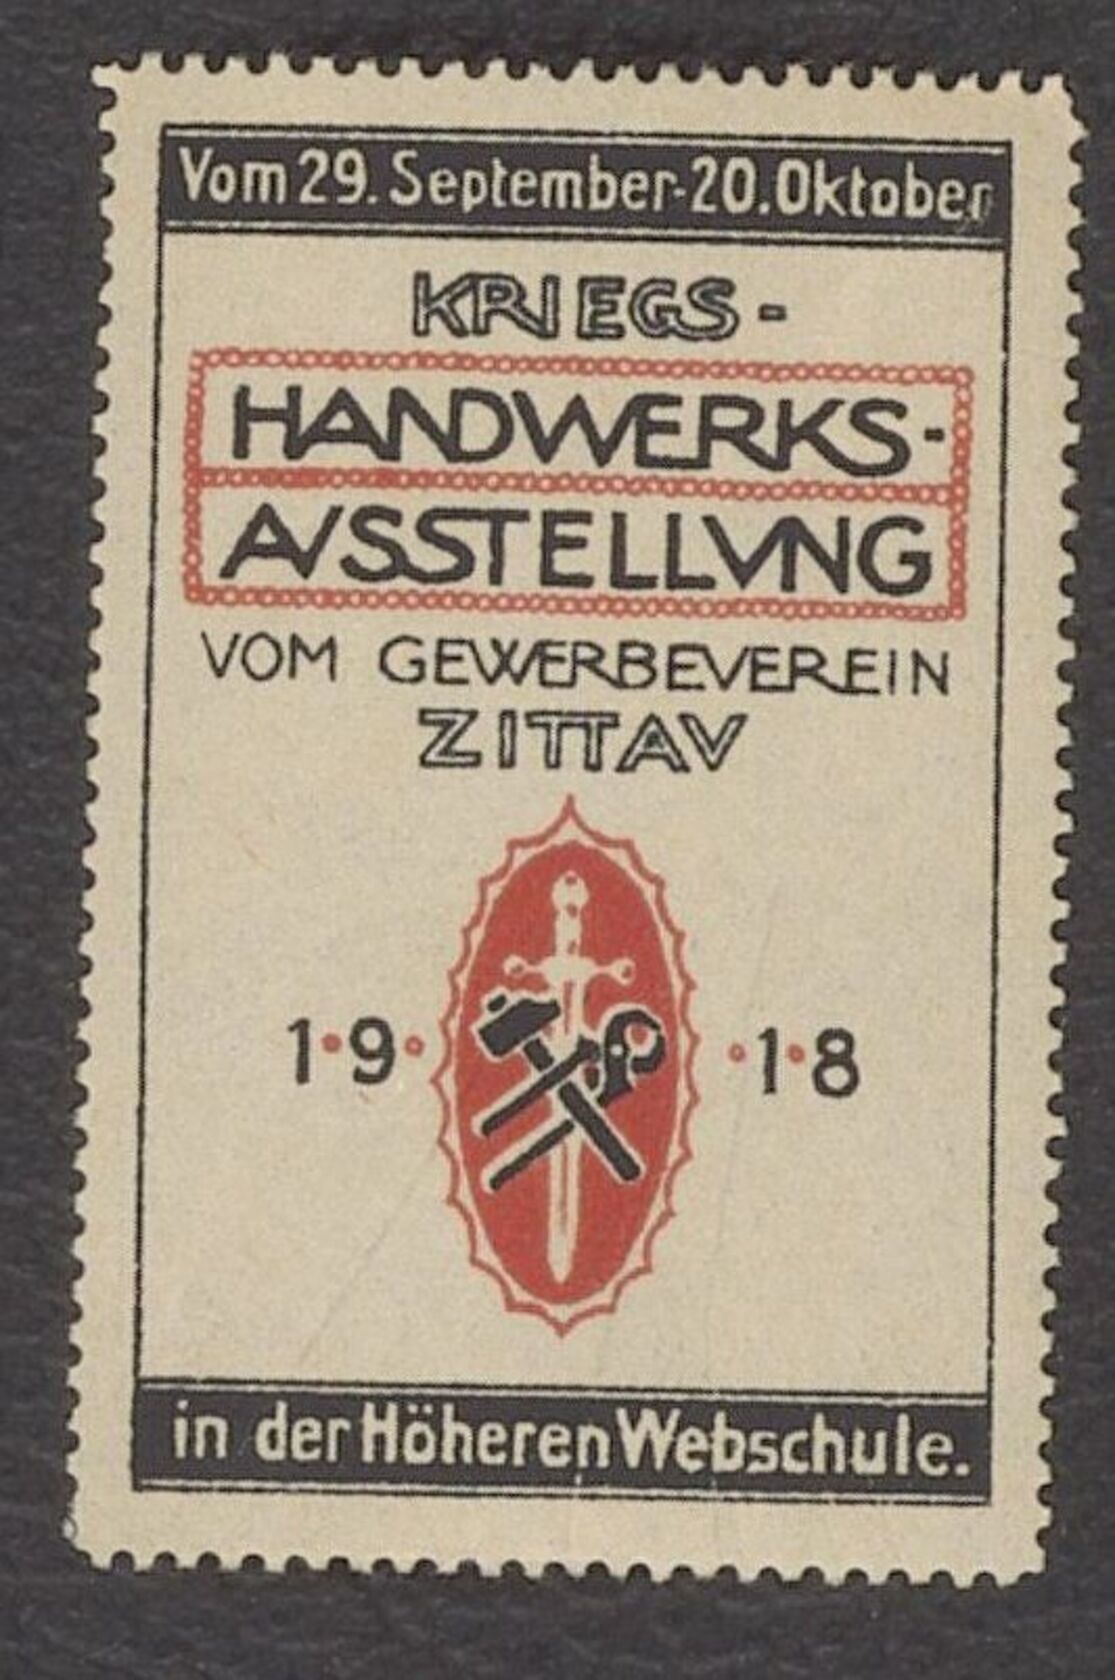 Vom 29. September-20. Oktober
KRIEGS-
HANDWERKS-
AVSSTELLVNG
VOM GEWERBEVEREIN
ZITTAV
1·9· ·1·8
in der Höheren Webschule.